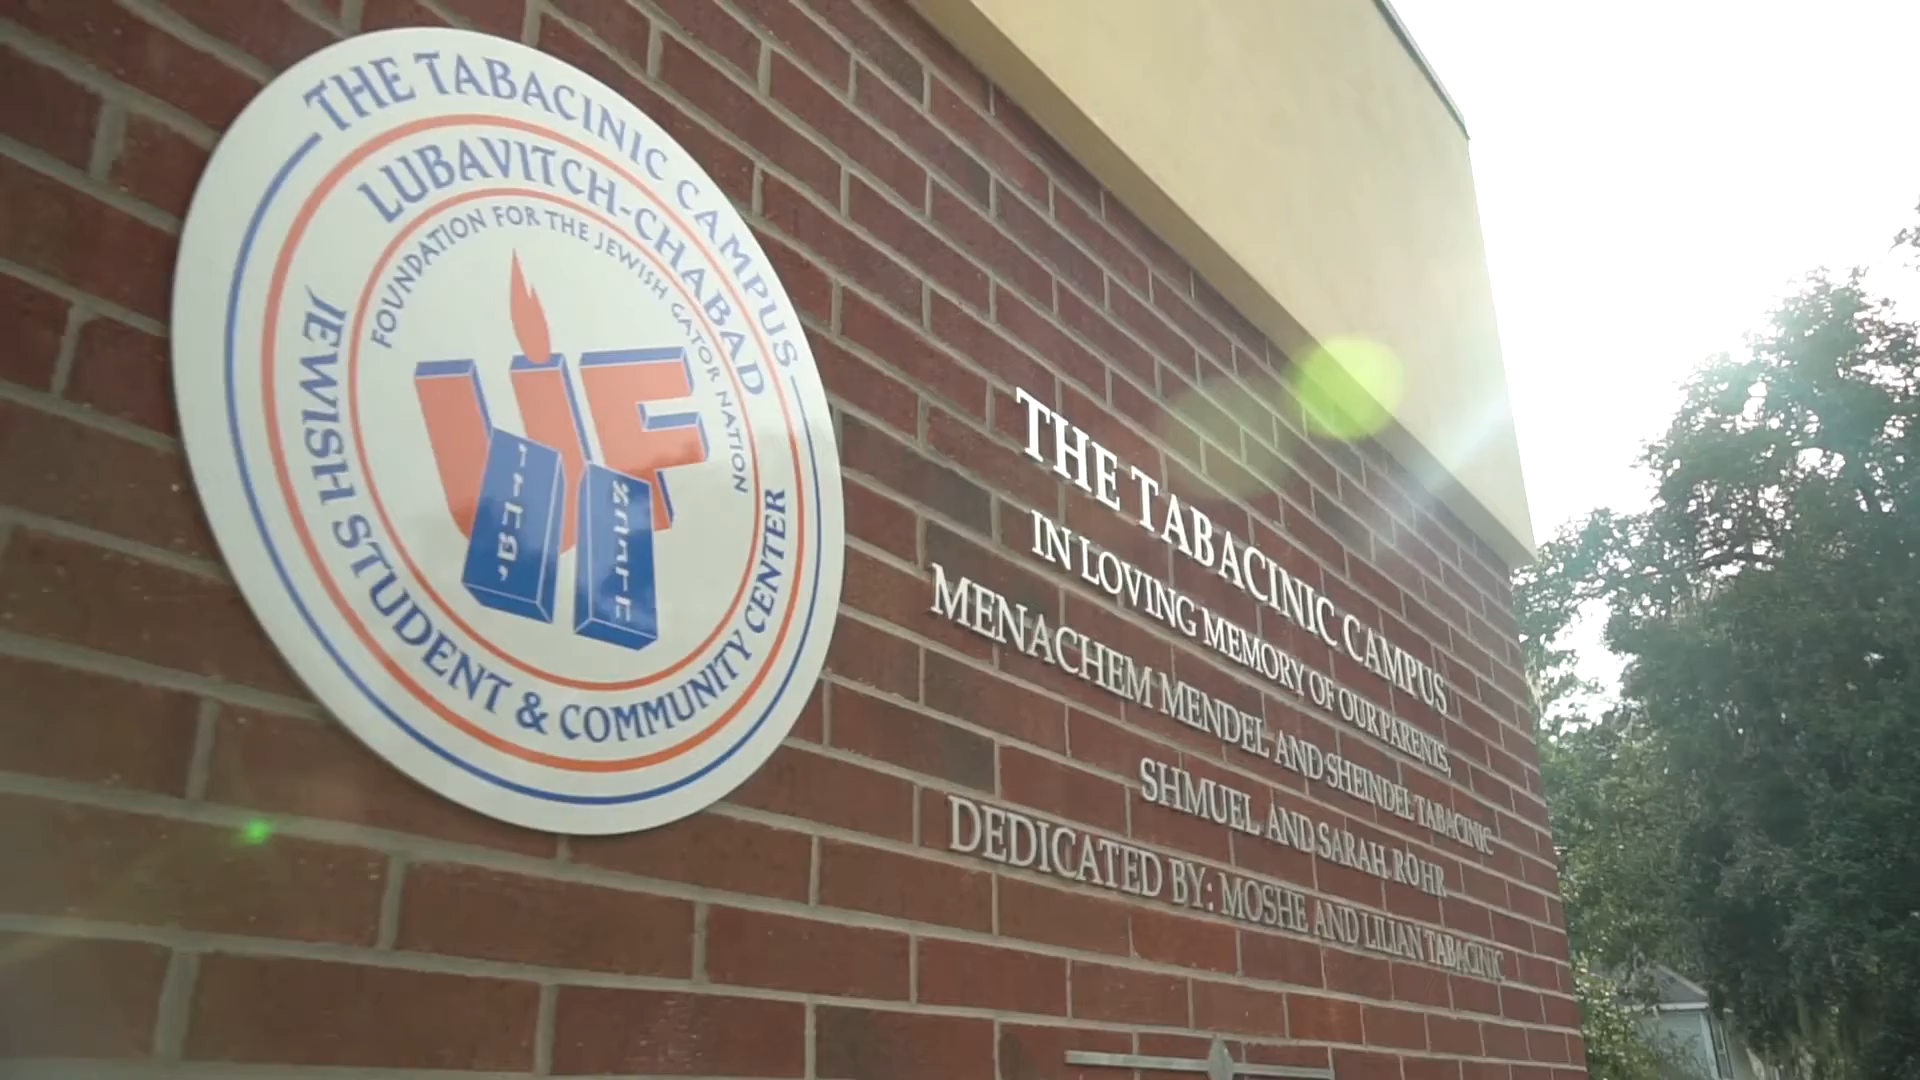 THE TABACINIC CAMPUS
LUBAVITCH-CHABAD
FOUNDATION FOR THE JEWISH GATOR NATION
UF
JEWISH STUDENT & COMMUNITY CENTER
THE TABACINIC CAMPUS
IN LOVING MEMORY OF OUR PARENTS,
MENACHEM MENDEL AND SHEINDEL TABACINIC
SHMUEL AND SARAH ROHR
DEDICATED BY: MOSHE AND LILIAN TABACINIC